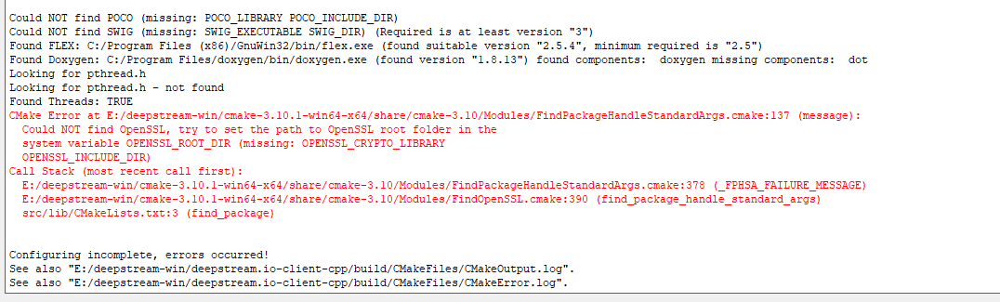 Could NOT find POCO (missing: POCO_LIBRARY POCO_INCLUDE_DIR)
Could NOT find SWIG (missing: SWIG_EXECUTABLE SWIG_DIR) (Required is at least version "3")
Found FLEX: C:/Program Files (x86)/GnuWin32/bin/flex.exe (found suitable version "2.5.4", minimum required is "2.5")
Found Doxygen: C:/Program Files/doxygen/bin/doxygen.exe (found version "1.8.13") found components:  doxygen missing components:  dot
Looking for pthread.h
Looking for pthread.h - not found
Found Threads: TRUE
CMake Error at E:/deepstream-win/cmake-3.10.1-win64-x64/share/cmake-3.10/Modules/FindPackageHandleStandardArgs.cmake:137 (message):
  Could NOT find OpenSSL, try to set the path to OpenSSL root folder in the
  system variable OPENSSL_ROOT_DIR (missing: OPENSSL_CRYPTO_LIBRARY
  OPENSSL_INCLUDE_DIR)
Call Stack (most recent call first):
  E:/deepstream-win/cmake-3.10.1-win64-x64/share/cmake-3.10/Modules/FindPackageHandleStandardArgs.cmake:378 (_FPHSA_FAILURE_MESSAGE)
  E:/deepstream-win/cmake-3.10.1-win64-x64/share/cmake-3.10/Modules/FindOpenSSL.cmake:390 (find_package_handle_standard_args)
  src/lib/CMakeLists.txt:3 (find_package)
Configuring incomplete, errors occurred!
See also "E:/deepstream-win/deepstream.io-client-cpp/build/CMakeFiles/CMakeOutput.log".
See also "E:/deepstream-win/deepstream.io-client-cpp/build/CMakeFiles/CMakeError.log".